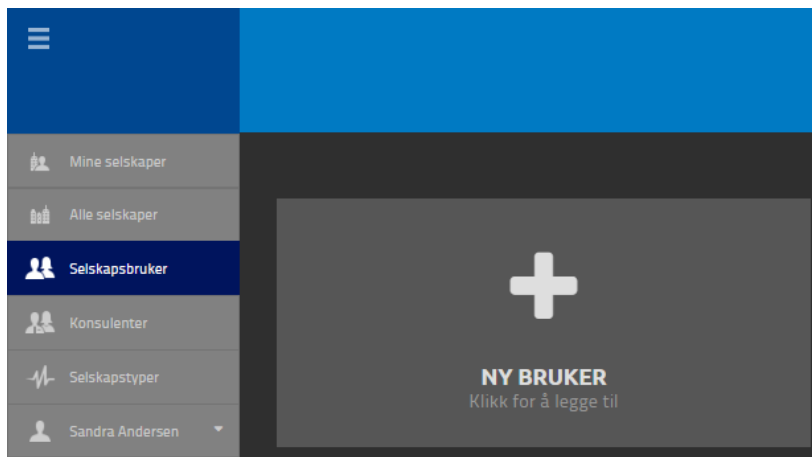 Mine selskaper
Alle selskaper
Selskapsbruker
Konsulenter
Selskapstyper
Sandra Andersen
NY BRUKER
Klikk for å legge til